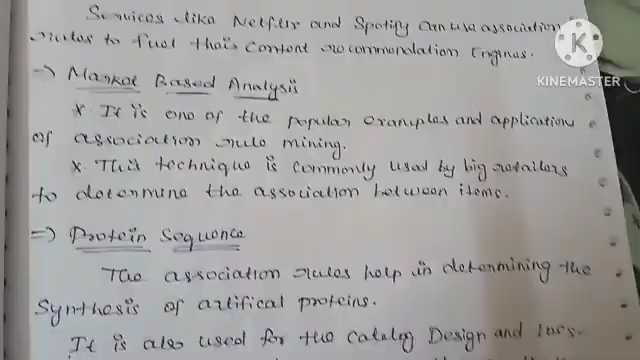 Services like Netflix and Spotify can use association
rules to fuel their content recommendation Engines.
K
KINEMASTER
=> Market Based Analysis
x. It is one of the popular examples and application
of association rule mining.
x. This technique is commonly used by big retailers
to determine the association between items.
=> Protein Sequence
The association rules help in determining the
Synthesis of artifical proteins.
It is also used for the Catalog Design and loss-